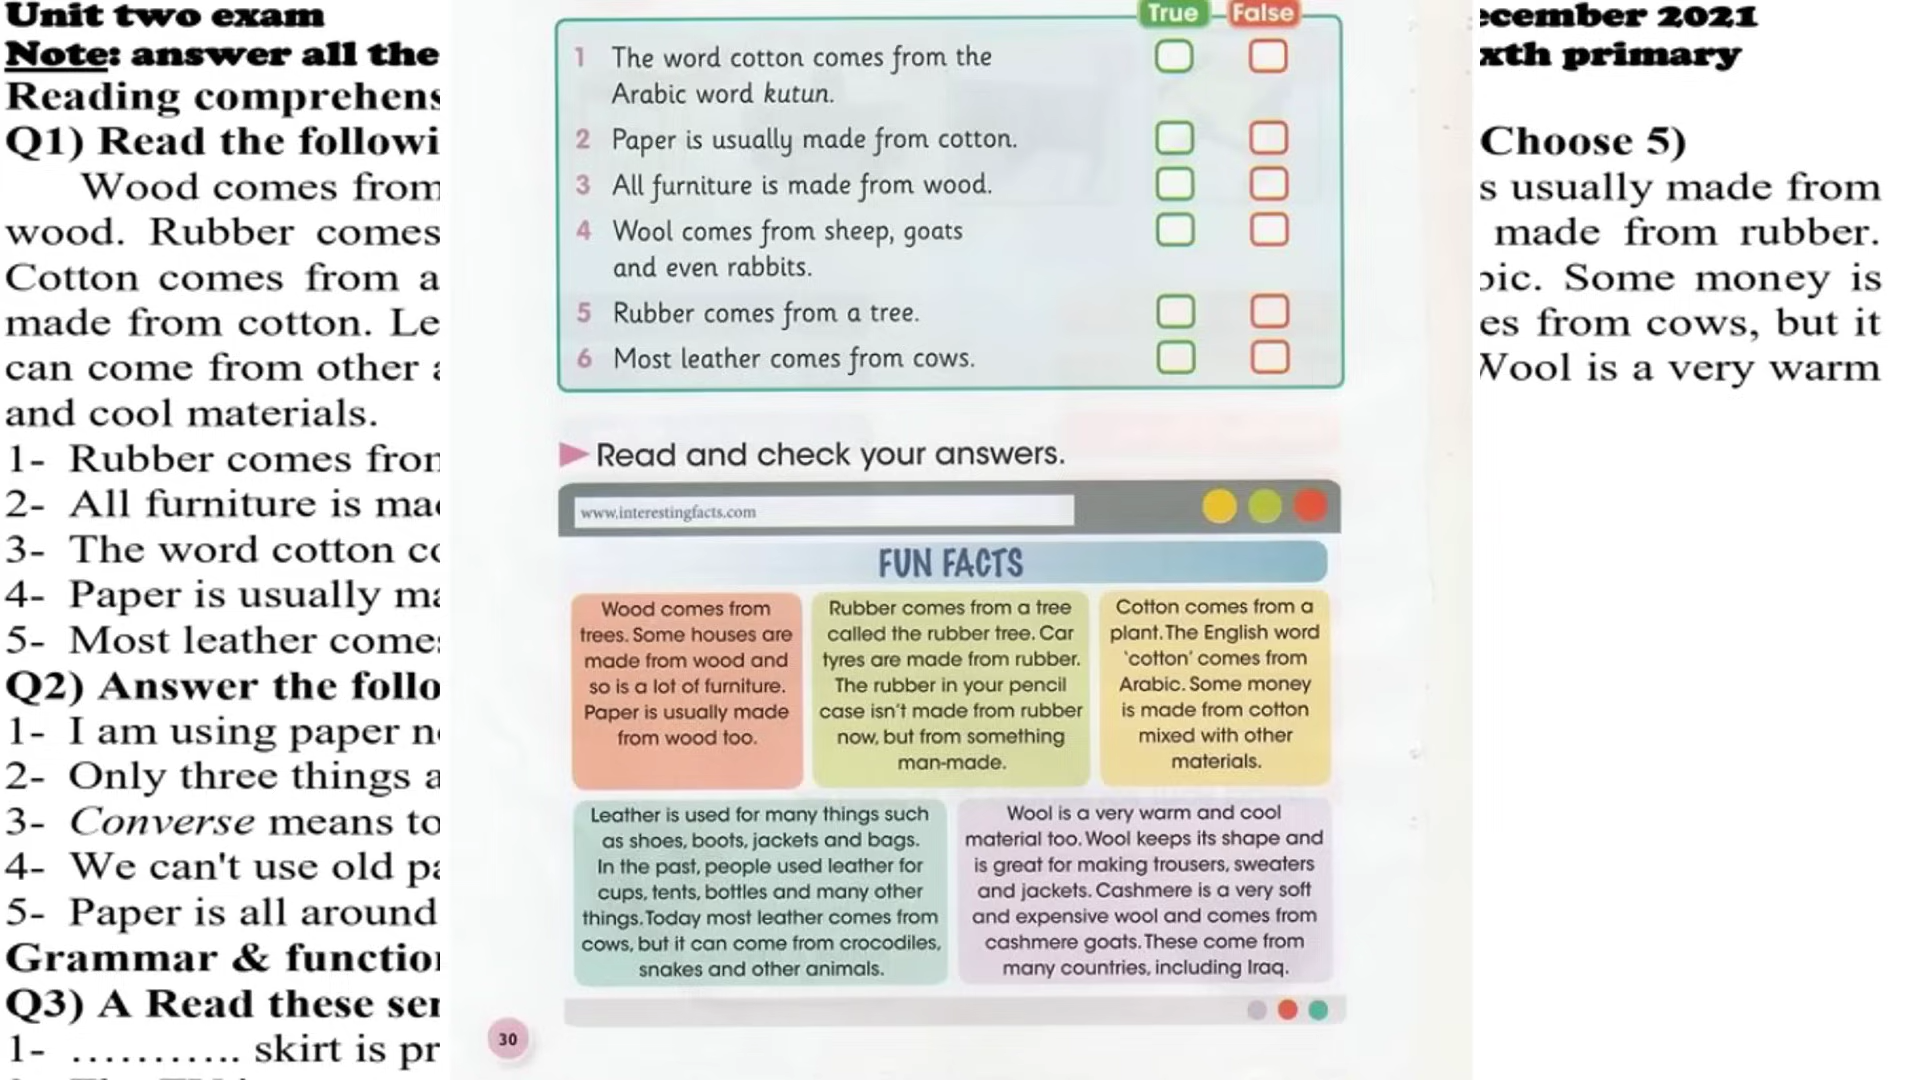 Unit two exam
Note: answer all the
Reading comprehens
Q1) Read the followi
Wood comes from
wood. Rubber comes
Cotton comes from a
made from cotton. Le
can come from other
and cool materials.
1- Rubber comes from
2- All furniture is ma
3- The word cotton co
4- Paper is usually ma
5- Most leather comes
Q2) Answer the follo
1- I am using paper n
2- Only three things a
3- Converse means to
4- We can't use old pa
5- Paper is all around
Grammar & function
Q3) A Read these sen
1- ……….. skirt is pr
True False
1 The word cotton comes from the
Arabic word kutun.
2 Paper is usually made from cotton.
3 All furniture is made from wood.
4 Wool comes from sheep, goats
and even rabbits.
5 Rubber comes from a tree.
6 Most leather comes from cows.
Read and check your answers.
www.interestingfacts.com
FUN FACTS
Wood comes from
trees. Some houses are
made from wood and
so is a lot of furniture.
Paper is usually made
from wood too.
Rubber comes from a tree
called the rubber tree. Car
tyres are made from rubber.
The rubber in your pencil
case isn't made from rubber
now, but from something
man-made.
Cotton comes from a
plant. The English word
'cotton' comes from
Arabic. Some money
is made from cotton
mixed with other
materials.
Leather is used for many things such
as shoes, boots, jackets and bags.
In the past, people used leather for
cups, tents, bottles and many other
things. Today most leather comes from
cows, but it can come from crocodiles,
snakes and other animals.
Wool is a very warm and cool
material too. Wool keeps its shape and
is great for making trousers, sweaters
and jackets. Cashmere is a very soft
and expensive wool and comes from
cashmere goats. These come from
many countries, including Iraq.
30
ecember 2021
xth primary
Choose 5)
s usually made from
made from rubber.
bic. Some money is
es from cows, but it
Wool is a very warm